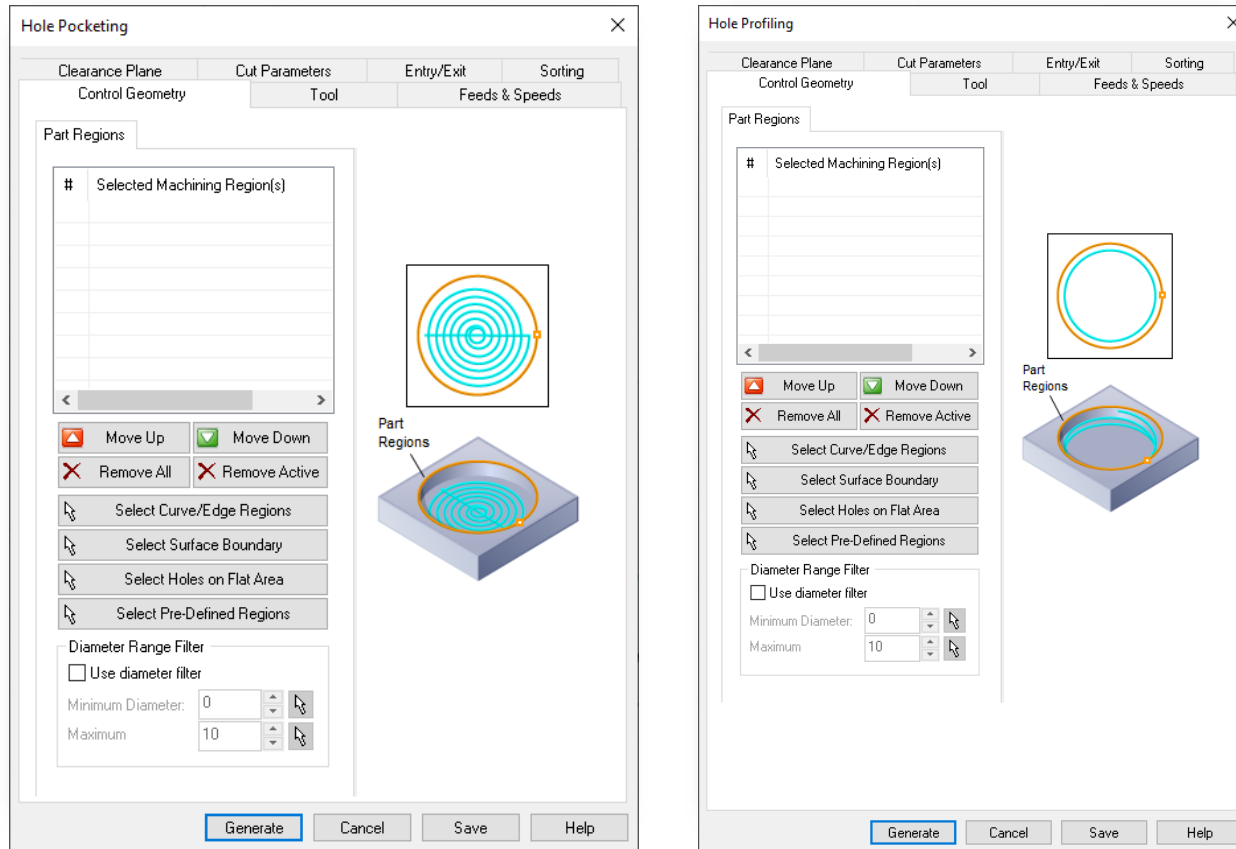 Hole Pocketing
Clearance Plane Cut Parameters Entry/Exit Sorting
Control Geometry Tool Feeds & Speeds
Part Regions
# Selected Machining Region(s)
Move Up Move Down
Remove All Remove Active
Select Curve/Edge Regions
Select Surface Boundary
Select Holes on Flat Area
Select Pre-Defined Regions
Diameter Range Filter
Use diameter filter
Minimum Diameter: 0
Maximum 10
Part
Regions
Generate Cancel Save Help
Hole Profiling
Clearance Plane Cut Parameters Entry/Exit Sorting
Control Geometry Tool Feeds & Speeds
Part Regions
# Selected Machining Region(s)
Move Up Move Down
Remove All Remove Active
Select Curve/Edge Regions
Select Surface Boundary
Select Holes on Flat Area
Select Pre-Defined Regions
Diameter Range Filter
Use diameter filter
Minimum Diameter: 0
Maximum 10
Part
Regions
Generate Cancel Save Help